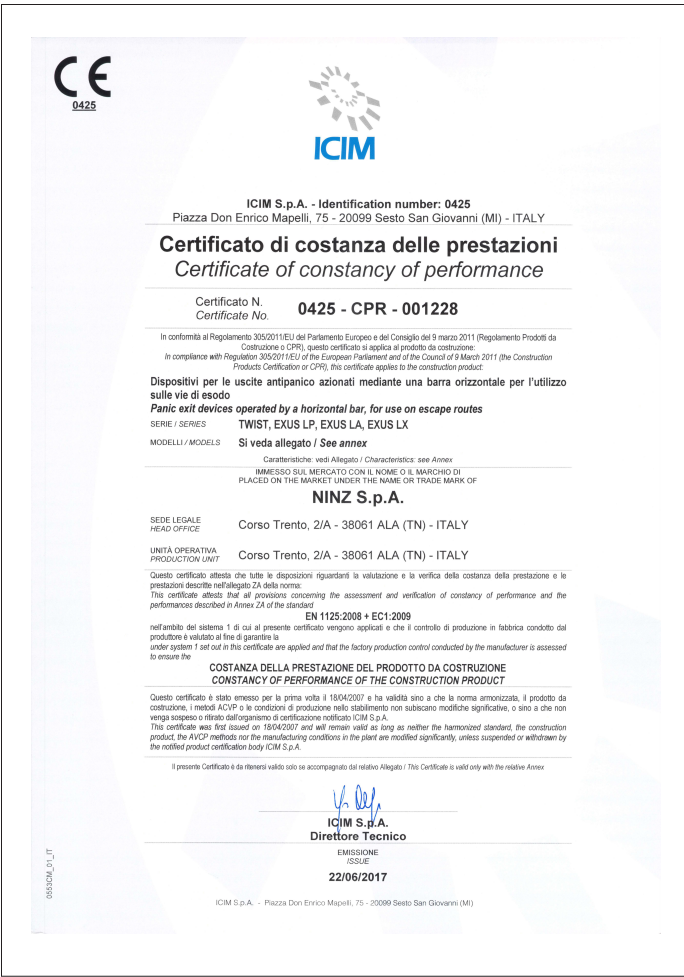 CE
0425
ICIM
ICIM S.p.A. - Identification number: 0425
Piazza Don Enrico Mapelli, 75 - 20099 Sesto San Giovanni (MI) - ITALY
Certificato di costanza delle prestazioni
Certificate of constancy of performance
Certificato N.
Certificate No.
0425 - CPR - 001228
In conformità al Regolamento 305/2011/EU del Parlamento Europeo e del Consiglio del 9 marzo 2011 (Regolamento Prodotti da
Costruzione o CPR), questo certificato si applica al prodotto da costruzione:
In compliance with Regulation 305/2011/EU of the European Parliament and of the Council of 9 March 2011 (the Construction
Products Certification or CPR), this certificate applies to the construction product:
Dispositivi per le uscite antipanico azionati mediante una barra orizzontale per l'utilizzo
sulle vie di esodo
Panic exit devices operated by a horizontal bar, for use on escape routes
SERIE / SERIES TWIST, EXUS LP, EXUS LA, EXUS LX
MODELLI / MODELS Si veda allegato / See annex
Caratteristiche: vedi Allegato / Characteristics: see Annex
IMMESSO SUL MERCATO CON IL NOME O IL MARCHIO DI
PLACED ON THE MARKET UNDER THE NAME OR TRADE MARK OF
NINZ S.p.A.
SEDE LEGALE
HEAD OFFICE
Corso Trento, 2/A - 38061 ALA (TN) - ITALY
UNITÀ OPERATIVA
PRODUCTION UNIT
Corso Trento, 2/A - 38061 ALA (TN) - ITALY
Questo certificato attesta che tutte le disposizioni riguardanti la valutazione e la verifica della costanza della prestazione e le
prestazioni descritte nell'allegato ZA della norma:
This certificate attests that all provisions concerning the assessment and verification of constancy of performance and the
performances described in Annex ZA of the standard
EN 1125:2008 + EC1:2009
nell'ambito del sistema 1 di cui al presente certificato vengono applicati e che il controllo di produzione in fabbrica condotto dal
produttore è valutato al fine di garantire la
under system 1 set out in this certificate are applied and that the factory production control conducted by the manufacturer is assessed
to ensure the
COSTANZA DELLA PRESTAZIONE DEL PRODOTTO DA COSTRUZIONE
CONSTANCY OF PERFORMANCE OF THE CONSTRUCTION PRODUCT
Questo certificato è stato emesso per la prima volta il 18/04/2007 e ha validità sino a che la norma armonizzata, il prodotto da
costruzione, i metodi ACVP o le condizioni di produzione nello stabilimento non subiscano modifiche significative, o sino a che non
venga sospeso o ritirato dall'organismo di certificazione notificato ICIM S.p.A.
This certificate was first issued on 18/04/2007 and will remain valid as long as neither the harmonized standard, the construction
product, the AVCP methods nor the manufacturing conditions in the plant are modified significantly, unless suspended or withdrawn by
the notified product certification body ICIM S.p.A.
Il presente Certificato è da ritenersi valido solo se accompagnato dal relativo Allegato / This Certificate is valid only with the relative Annex
ICIM S.p.A.
Direttore Tecnico
EMISSIONE
ISSUE
22/06/2017
0553CM_01_IT
ICIM S.p.A. - Piazza Don Enrico Mapelli, 75 - 20099 Sesto San Giovanni (MI)